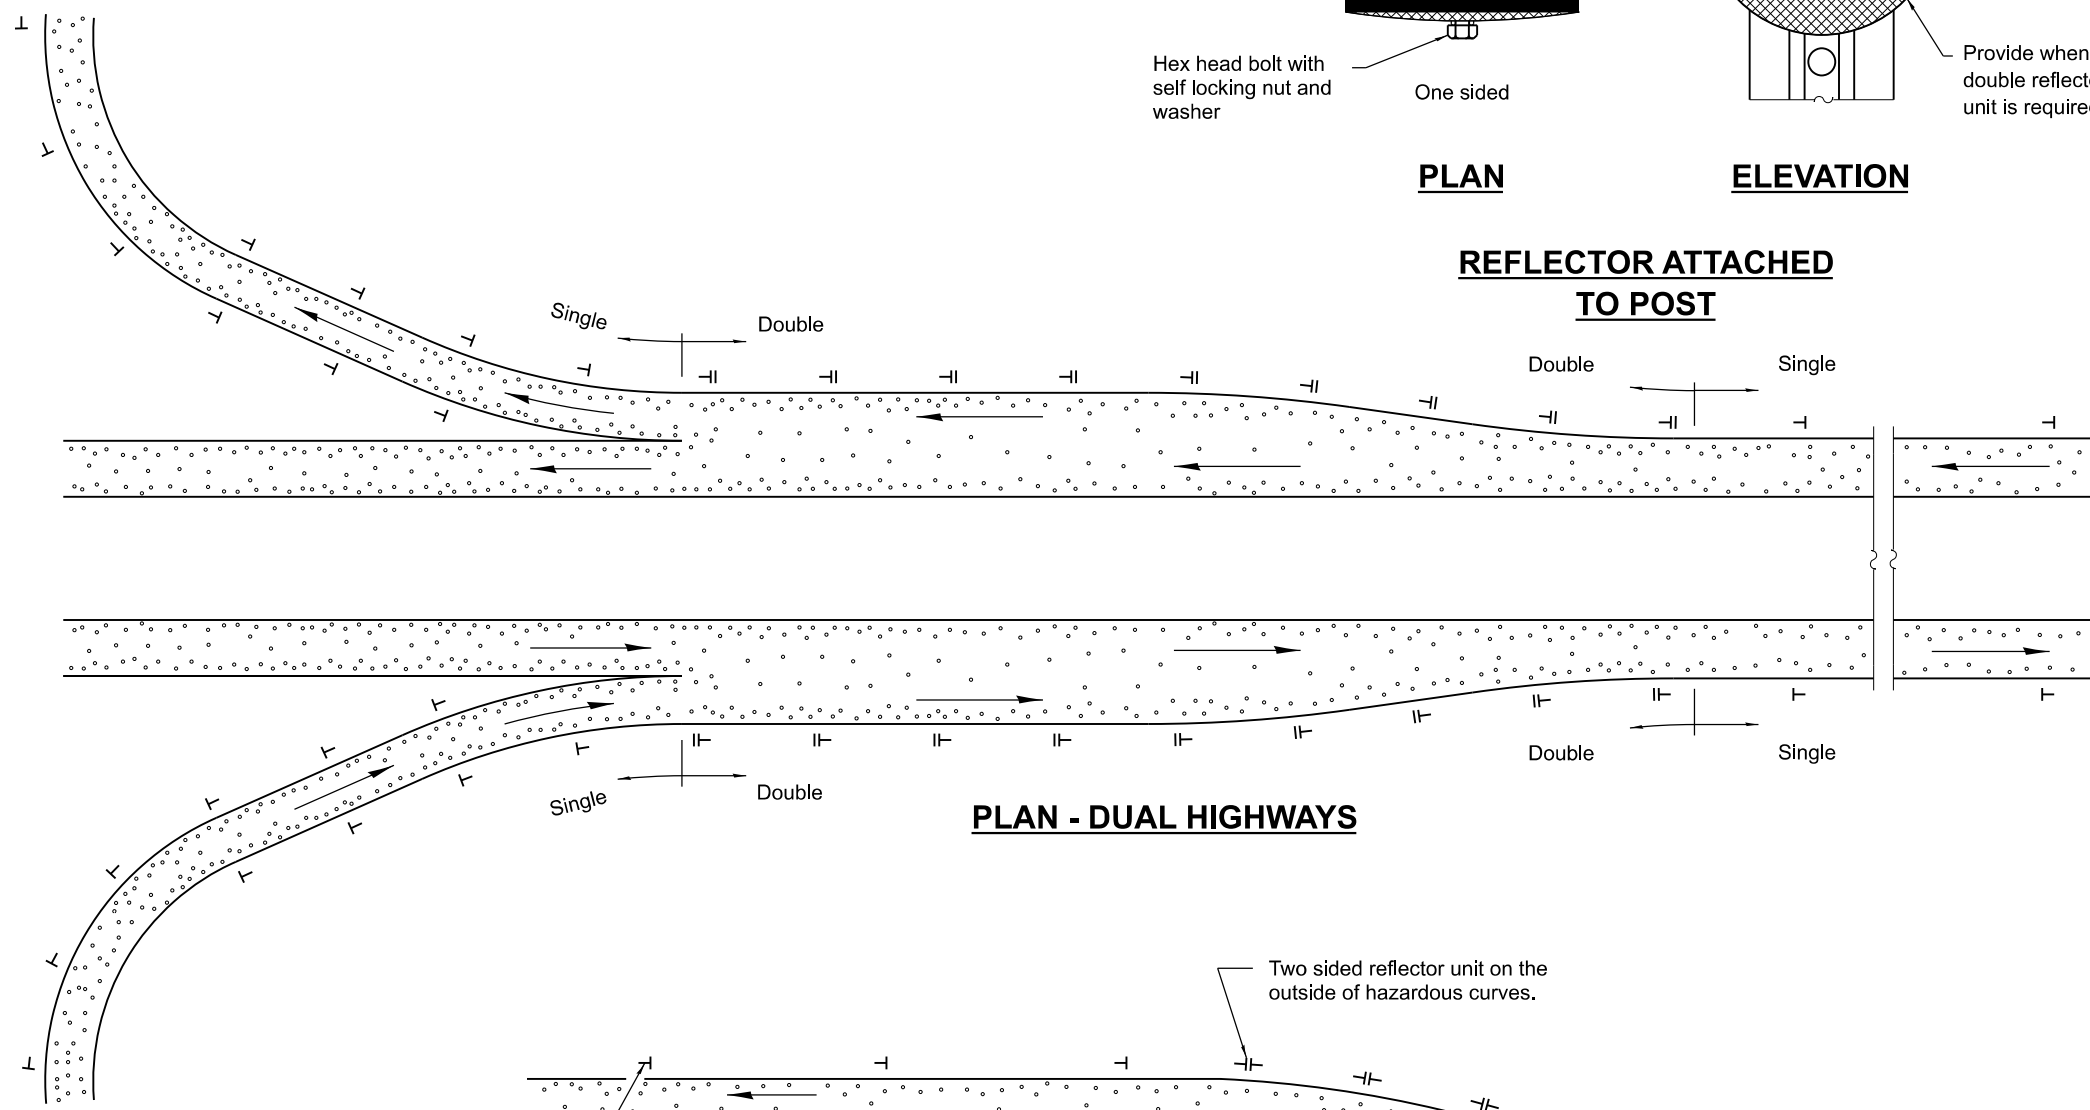 Hex head bolt with
self locking nut and
washer
One sided
Provide when
double reflecto
unit is require
PLAN
ELEVATION
REFLECTOR ATTACHED
TO POST
Single
Double
Double
Single
Single
Double
Double
Single
PLAN - DUAL HIGHWAYS
Two sided reflector unit on the
outside of hazardous curves.